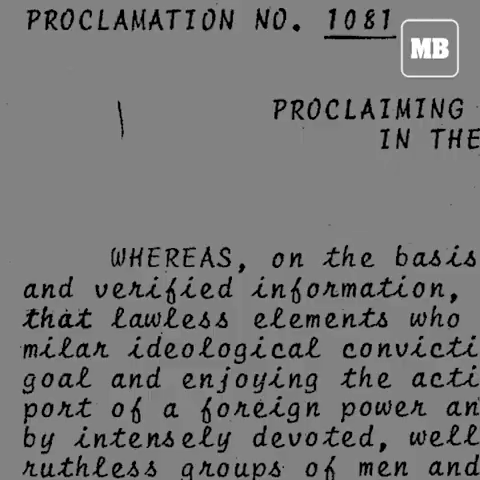 PROCLAMATION NO. 1081
MB
PROCLAIMING
IN THE
WHEREAS, on the basis
and verified information,
that lawless elements who
milar ideological convicti
goal and enjoying the acti
port of a foreign power an
by intensely devoted, well
ruthless groups of men and